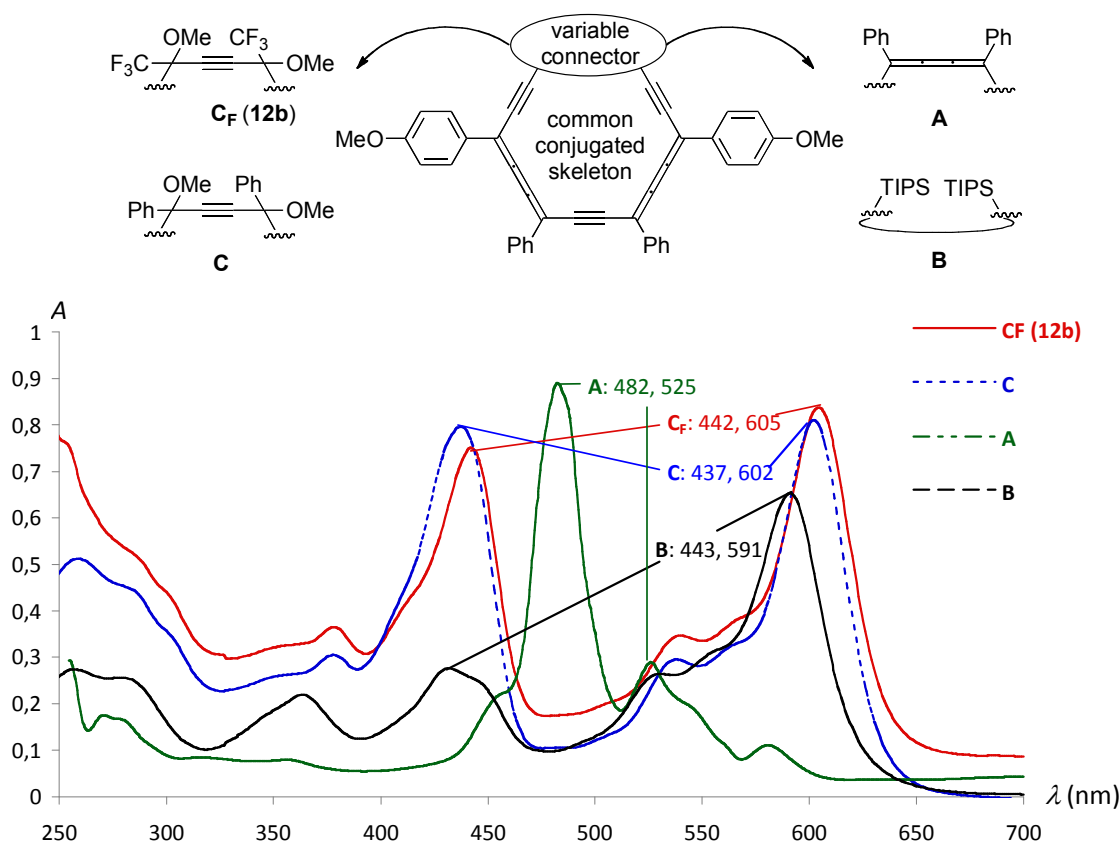 OMe
CF3
F3C
OMe
CF (12b)
variable
connector
Ph
Ph
A
MeO
common
conjugated
skeleton
OMe
Ph
Ph
OMe
Ph
Ph
OMe
C
TIPS TIPS
B
A
1
0,9
0,8
0,7
0,6
0,5
0,4
0,3
0,2
0,1
0
A: 482, 525
CF: 442, 605
C: 437, 602
B: 443, 591
CF (12b)
C
A
B
250 300 350 400 450 500 550 600 650 700
λ (nm)